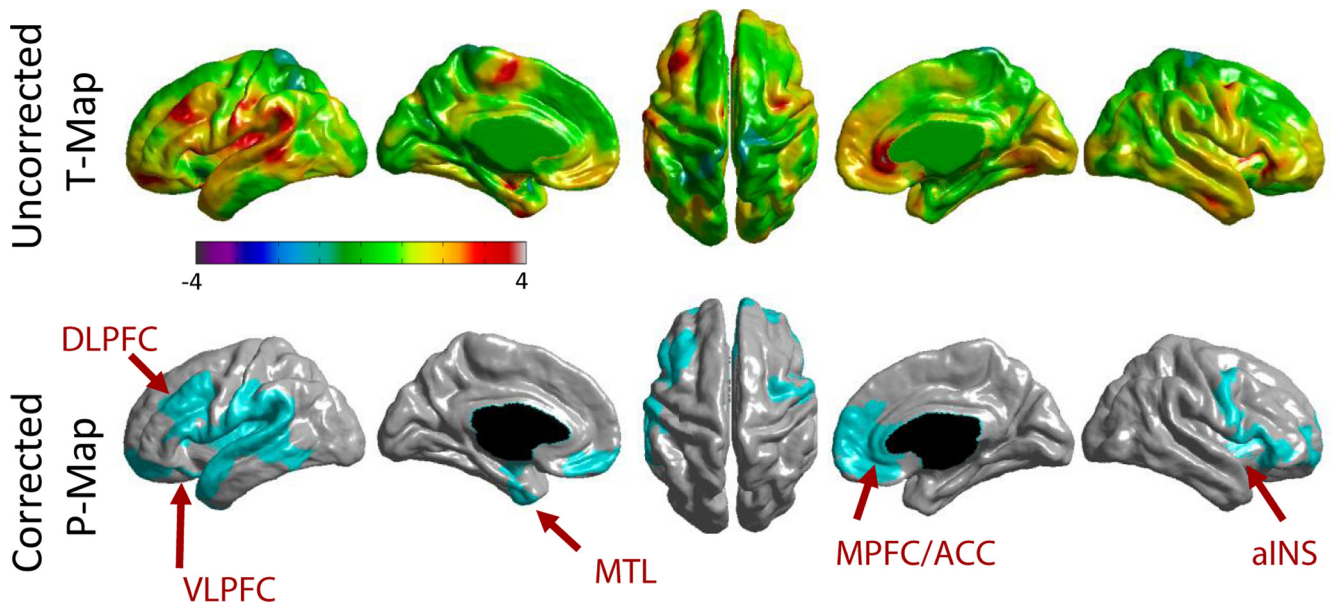 Uncorrected
T-Map
-4
4
Corrected
P-Map
DLPFC
VLPFC
MTL
MPFC/ACC
aINS